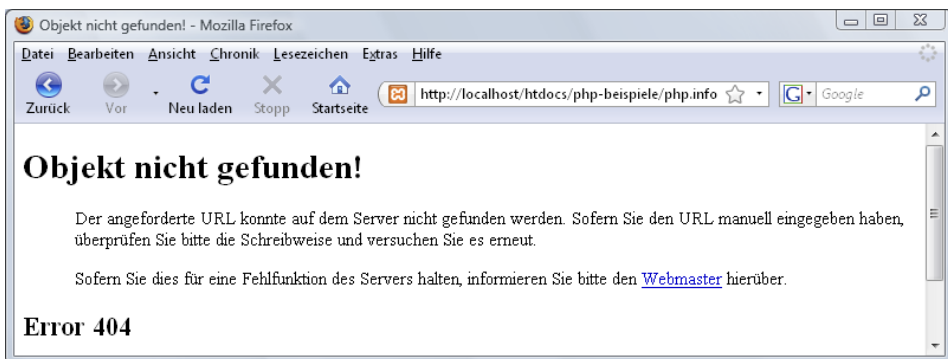 Objekt nicht gefunden! - Mozilla Firefox
Datei Bearbeiten Ansicht Chronik Lesezeichen Extras Hilfe
Zurück Vor Neu laden Stopp Startseite http://localhost/htdocs/php-beispiele/php.info G Google
Objekt nicht gefunden!
Der angeforderte URL konnte auf dem Server nicht gefunden werden. Sofern Sie den URL manuell eingegeben haben,
überprüfen Sie bitte die Schreibweise und versuchen Sie es erneut.
Sofern Sie dies für eine Fehlfunktion des Servers halten, informieren Sie bitte den Webmaster hierüber.
Error 404